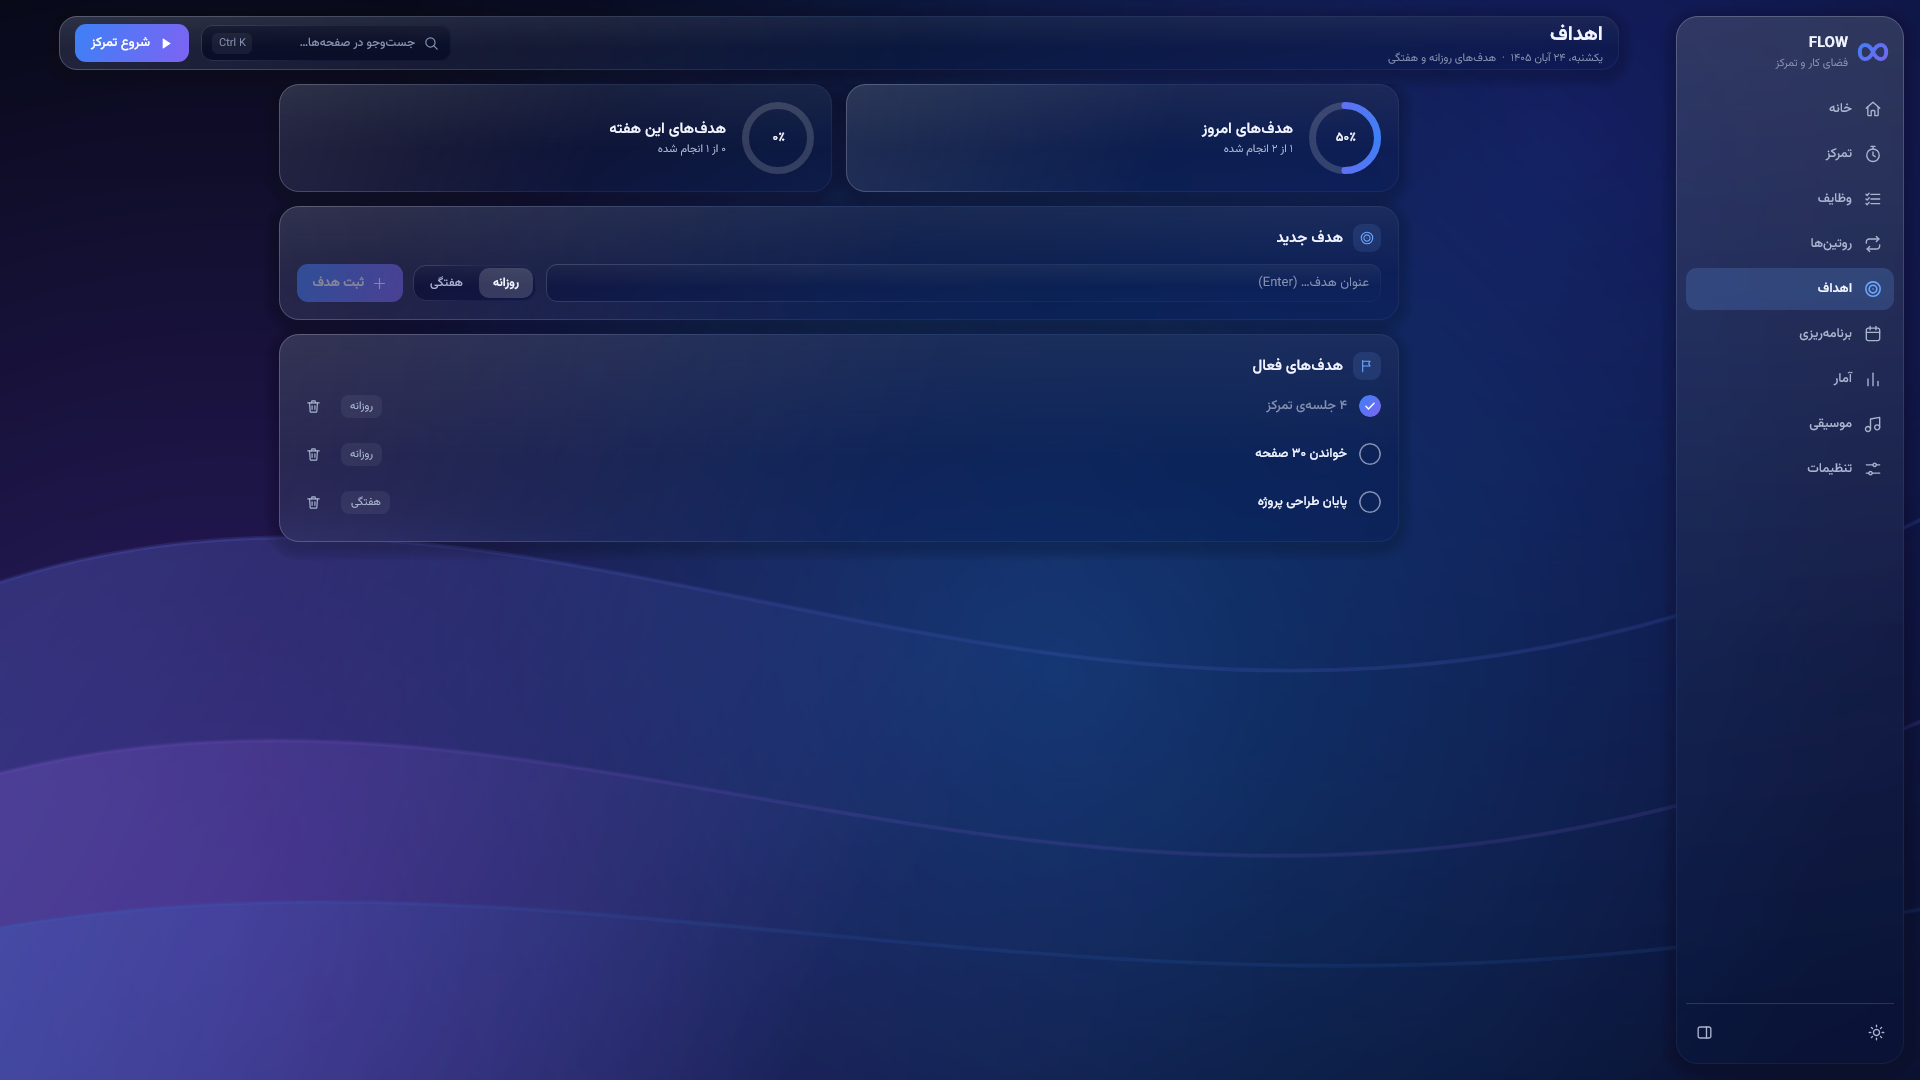 FLOW
فضای کار و تمرکز
خانه
تمرکز
وظایف
روتین‌ها
اهداف
برنامه‌ریزی
آمار
موسیقی
تنظیمات
اهداف
یکشنبه، ۲۴ آبان ۱۴۰۵ · هدف‌های روزانه و هفتگی
جست‌وجو در صفحه‌ها…
Ctrl K
شروع تمرکز
۵۰٪
هدف‌های امروز
۱ از ۲ انجام شده
۰٪
هدف‌های این هفته
۰ از ۱ انجام شده
هدف جدید
عنوان هدف… (Enter)
روزانه
هفتگی
ثبت هدف
هدف‌های فعال
۴ جلسه‌ی تمرکز
روزانه
خواندن ۳۰ صفحه
روزانه
پایان طراحی پروژه
هفتگی